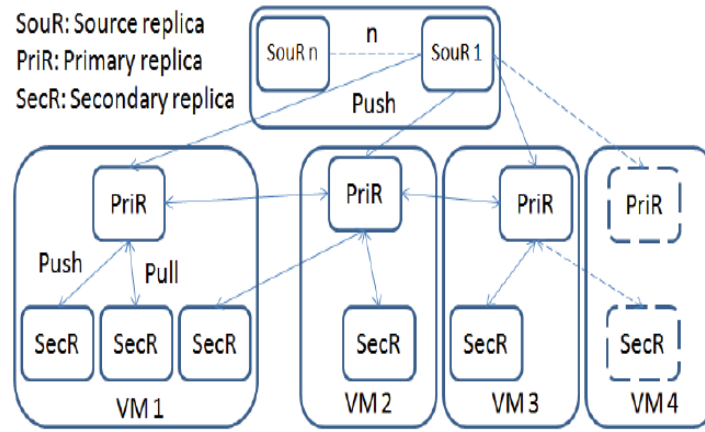 SouR: Source replica
PriR: Primary replica
SecR: Secondary replica
SouR n
n
SouR 1
Push
PriR
PriR
PriR
PriR
Push
Pull
SecR
SecR
SecR
SecR
SecR
SecR
VM 1
VM 2
VM 3
VM 4